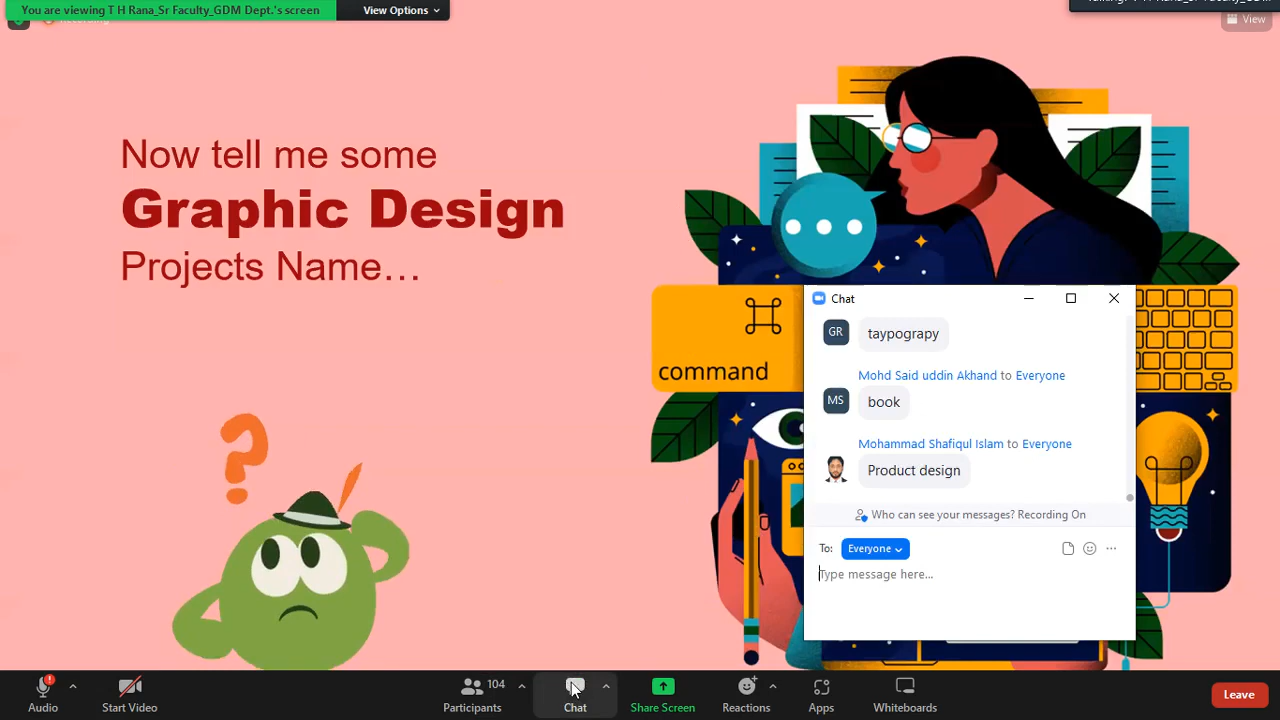 You are viewing T H Rana_Sr Faculty_GDM Dept.'s screen
View Options
Recording
View
Now tell me some
Graphic Design
Projects Name…
command
Chat
GR
taypograpy
Mohd Said uddin Akhand to Everyone
MS
book
Mohammad Shafiqul Islam to Everyone
Product design
Who can see your messages? Recording On
To: Everyone
Type message here...
Audio
Start Video
104
Participants
Chat
Share Screen
Reactions
Apps
Whiteboards
Leave